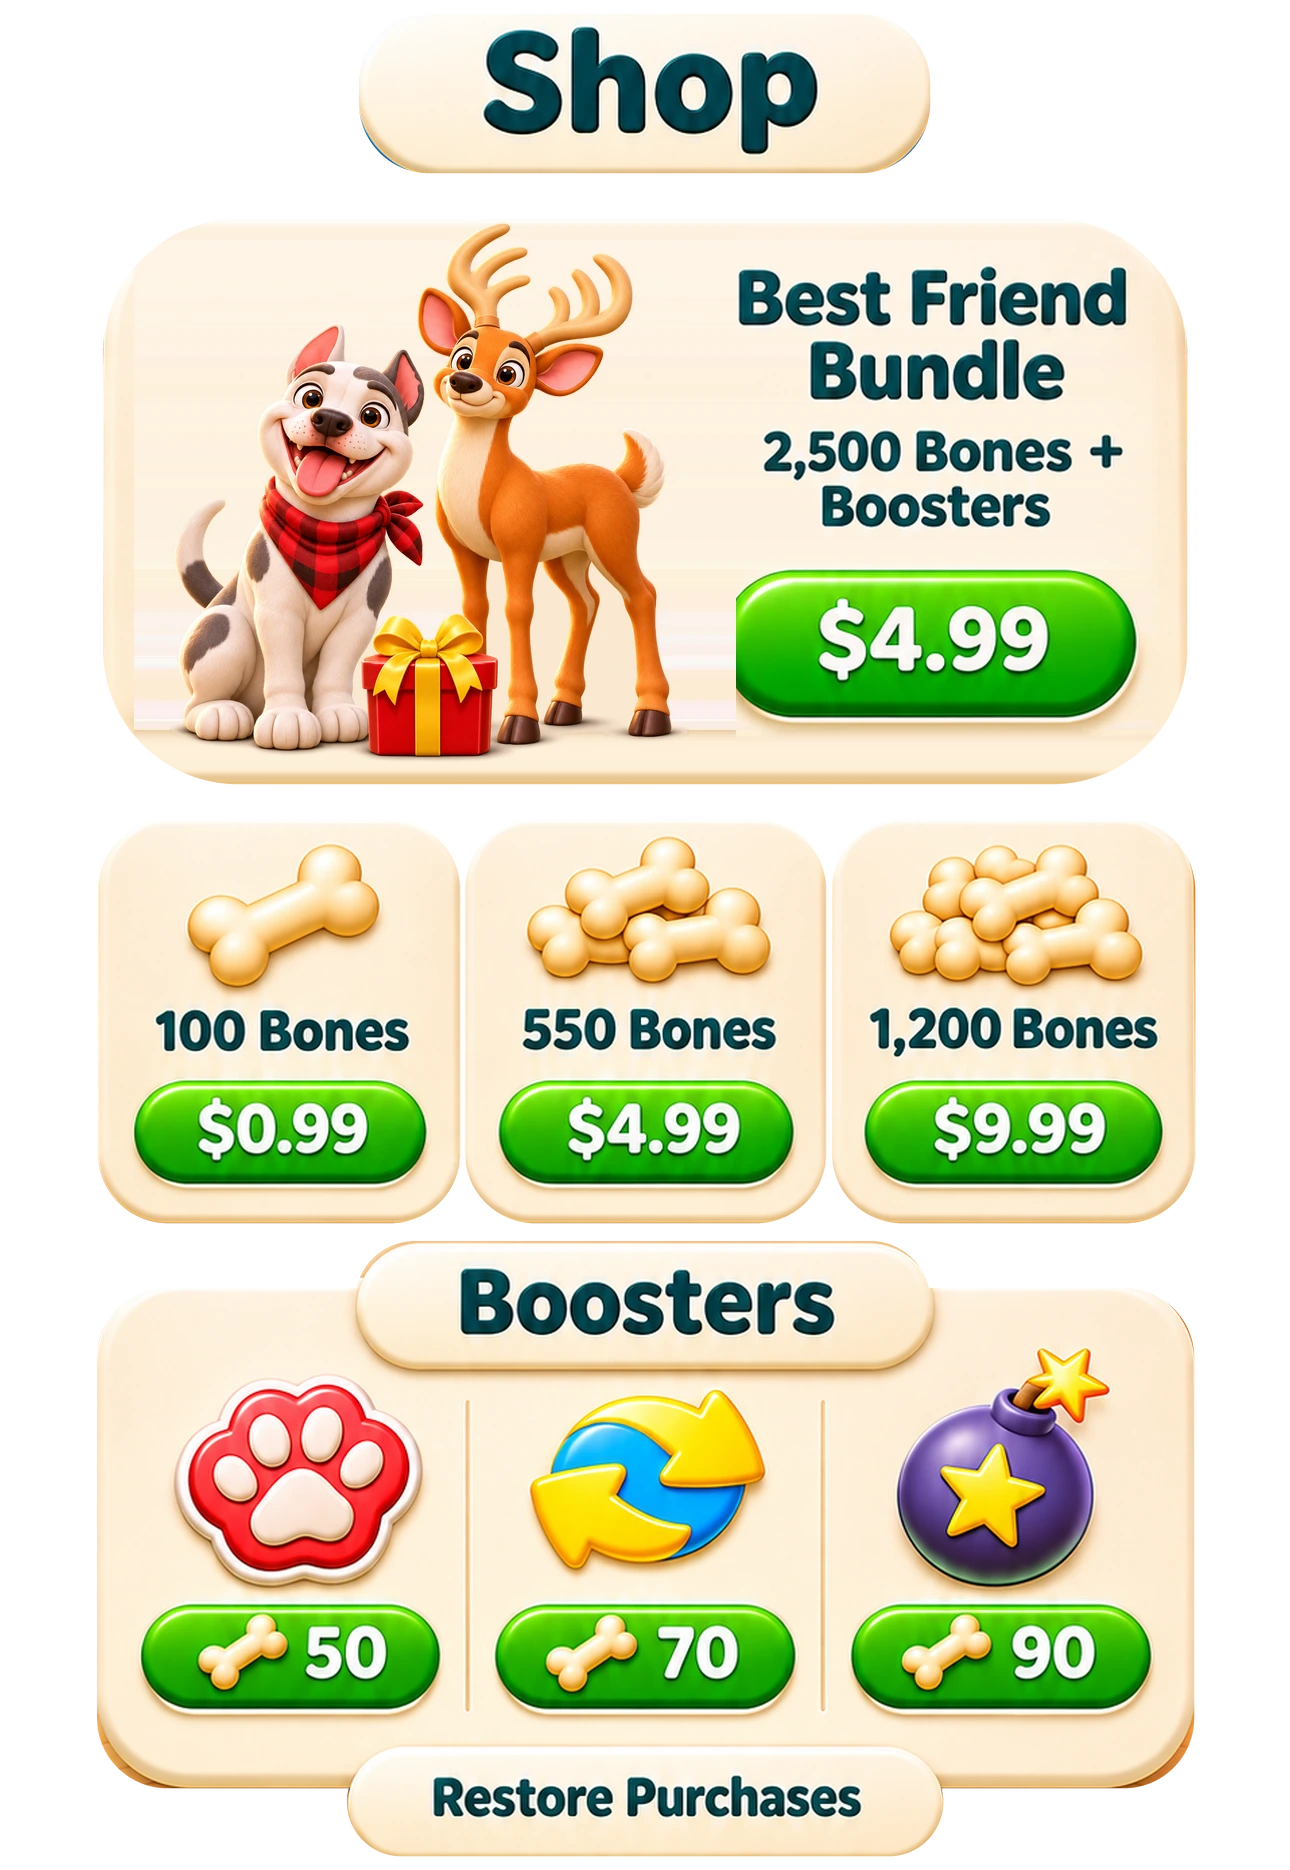 Shop
Best Friend
Bundle
2,500 Bones +
Boosters
$4.99
100 Bones
550 Bones
1,200 Bones
$0.99
$4.99
$9.99
Boosters
50
70
90
Restore Purchases